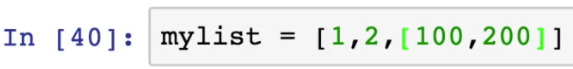 In [40]: mylist = [1,2,[100,200]]